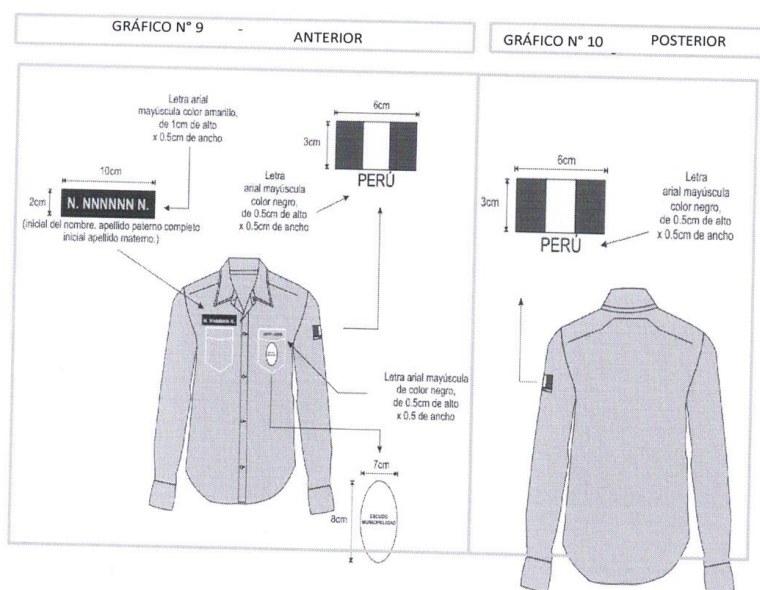 GRÁFICO N° 9 - ANTERIOR
GRÁFICO N° 10 POSTERIOR
Letra arial
mayúscula color amarillo,
de 1cm de alto
x 0.5cm de ancho
10cm
2cm
N. NNNNNN N.
(inicial del nombre. apellido paterno completo
inicial apellido materno.)
6cm
3cm
PERÚ
Letra
arial mayúscula
color negro,
de 0.5cm de alto
x 0.5cm de ancho
N. NNNNNN N.
Letra arial mayúscula
de color negro,
de 0.5cm de alto
x 0.5 de ancho
7cm
8cm
ESCUDO
MUNICIPALIDAD
6cm
3cm
PERÚ
Letra
arial mayúscula
color negro,
de 0.5cm de alto
x 0.5cm de ancho